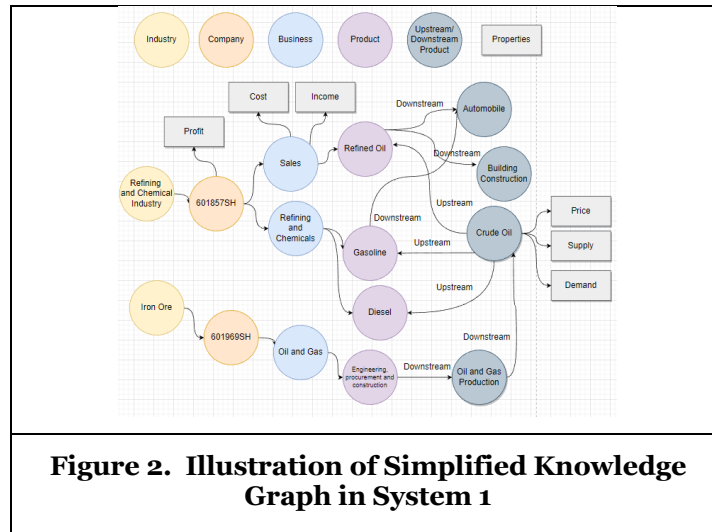 Industry
Company
Business
Product
Upstream/
Downstream
Product
Properties
Cost
Income
Downstream
Automobile
Profit
Sales
Refined Oil
Downstream
Building
Construction
Refining
and Chemical
Industry
601857SH
Refining
and
Chemicals
Downstream
Upstream
Crude Oil
Price
Gasoline
Upstream
Supply
Upstream
Demand
Diesel
Iron Ore
601969SH
Oil and Gas
Downstream
Engineering,
procurement and
construction
Downstream
Oil and Gas
Production
Figure 2. Illustration of Simplified Knowledge
Graph in System 1